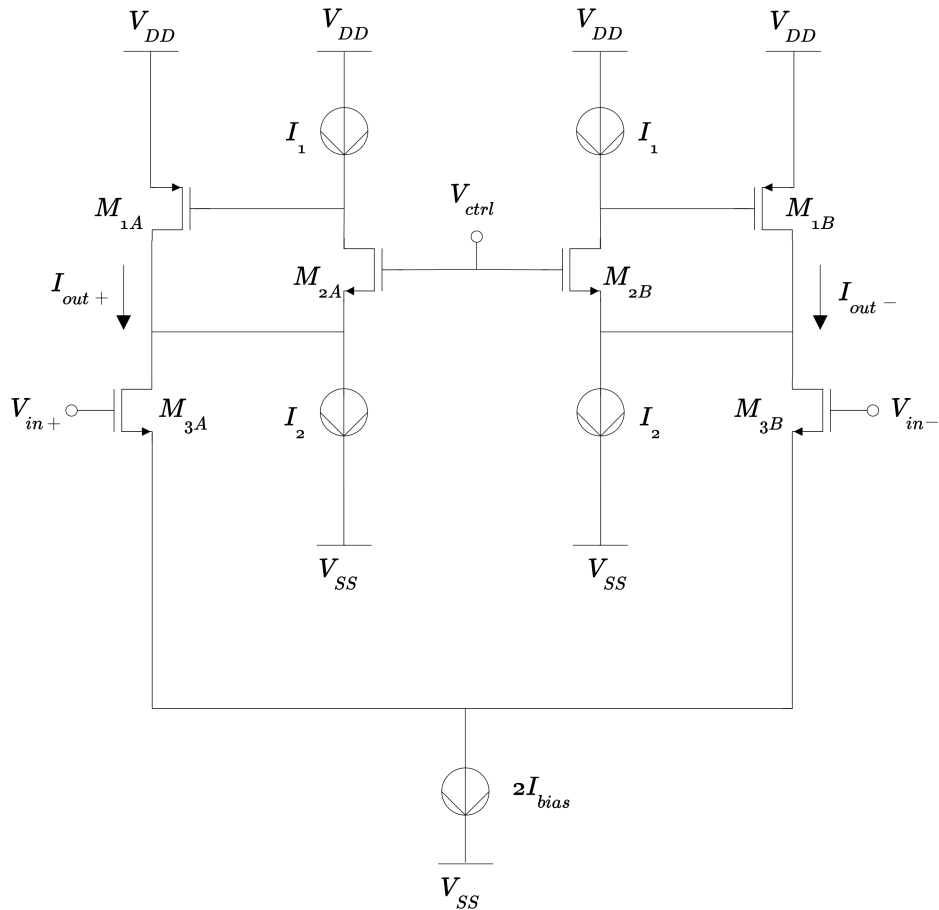 V_DD V_DD V_DD V_DD
I_1 I_1
M_1A V_ctrl M_1B
I_out+ M_2A M_2B I_out−
V_in+ M_3A I_2 I_2 M_3B V_in−
V_SS V_SS
2I_bias
V_SS